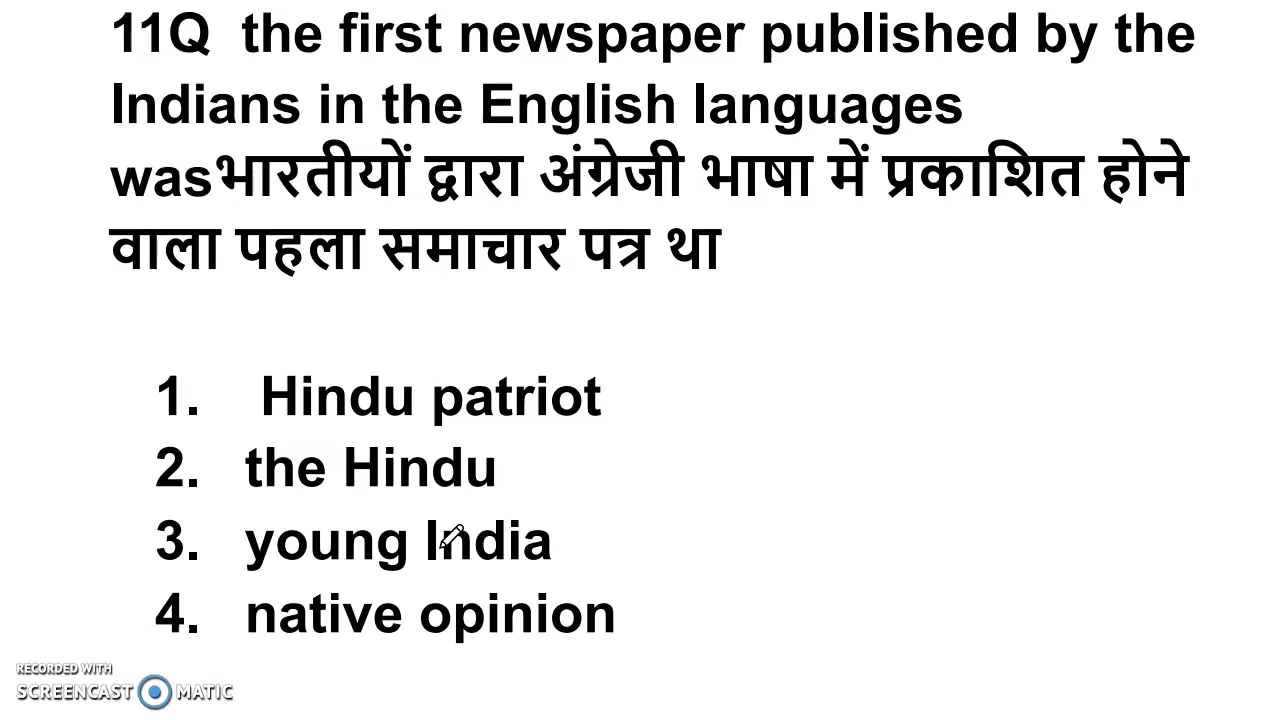 11Q the first newspaper published by the
Indians in the English languages
wasभारतीयों द्वारा अंग्रेजी भाषा में प्रकाशित होने
वाला पहला समाचार पत्र था
1. Hindu patriot
2. the Hindu
3. young India
4. native opinion
RECORDED WITH
SCREENCAST MATIC